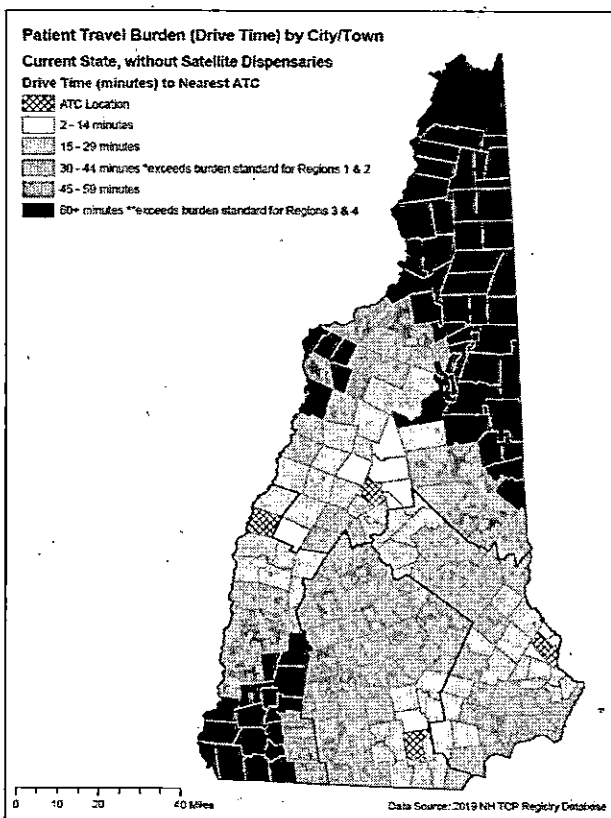 Patient Travel Burden (Drive Time) by City/Town
Current State, without Satellite Dispensaries
Drive Time (minutes) to Nearest ATC
ATC Location
2 - 14 minutes
15 - 29 minutes
30 - 44 minutes *exceeds burden standard for Regions 1 & 2
45 - 59 minutes
60+ minutes **exceeds burden standard for Regions 3 & 4
0 10 20 40 Miles
Data Source: 2019 NH TCP Registry Database